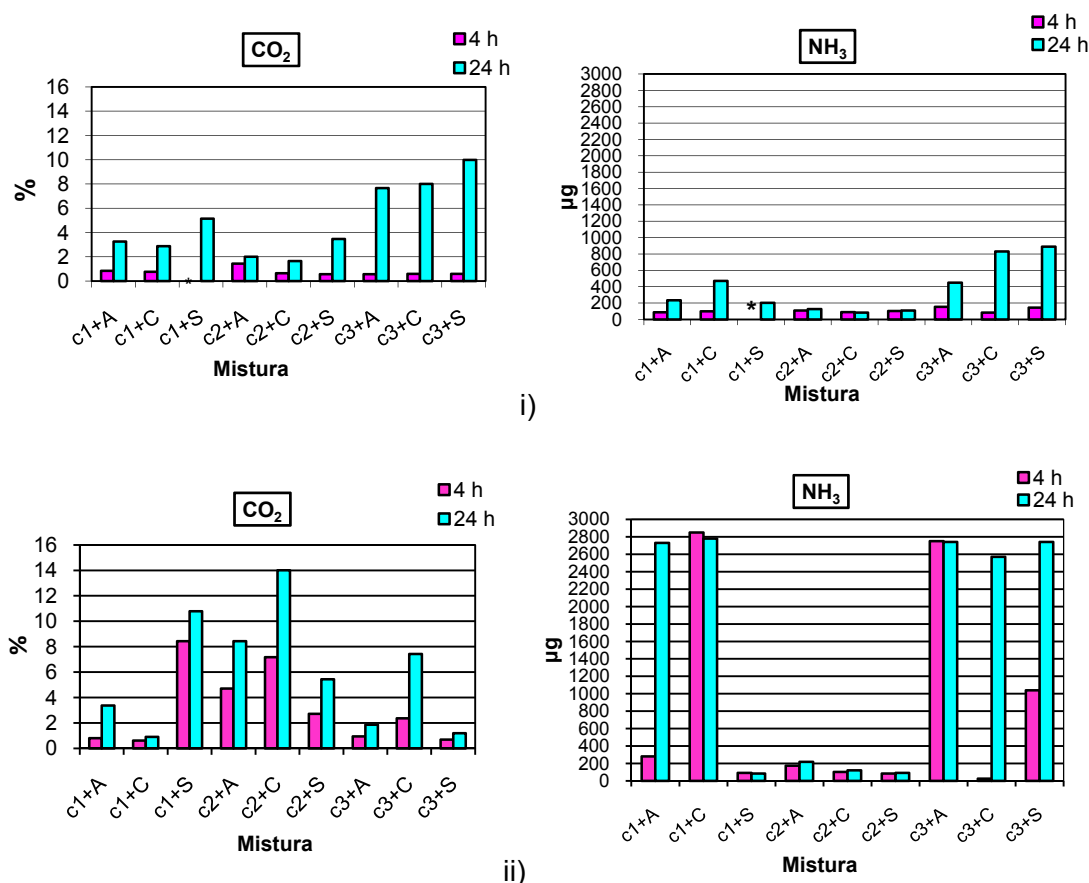 CO2
4 h
24 h
16
14
12
10
8
6
4
2
0
%
*
c1+A c1+C c1+S c2+A c2+C c2+S c3+A c3+C c3+S
Mistura
NH3
4 h
24 h
3000
2800
2600
2400
2200
2000
1800
1600
1400
1200
1000
800
600
400
200
0
µg
*
c1+A c1+C c1+S c2+A c2+C c2+S c3+A c3+C c3+S
Mistura
i)
CO2
4 h
24 h
16
14
12
10
8
6
4
2
0
%
c1+A c1+C c1+S c2+A c2+C c2+S c3+A c3+C c3+S
Mistura
NH3
4 h
24 h
3000
2800
2600
2400
2200
2000
1800
1600
1400
1200
1000
800
600
400
200
0
µg
c1+A c1+C c1+S c2+A c2+C c2+S c3+A c3+C c3+S
Mistura
ii)